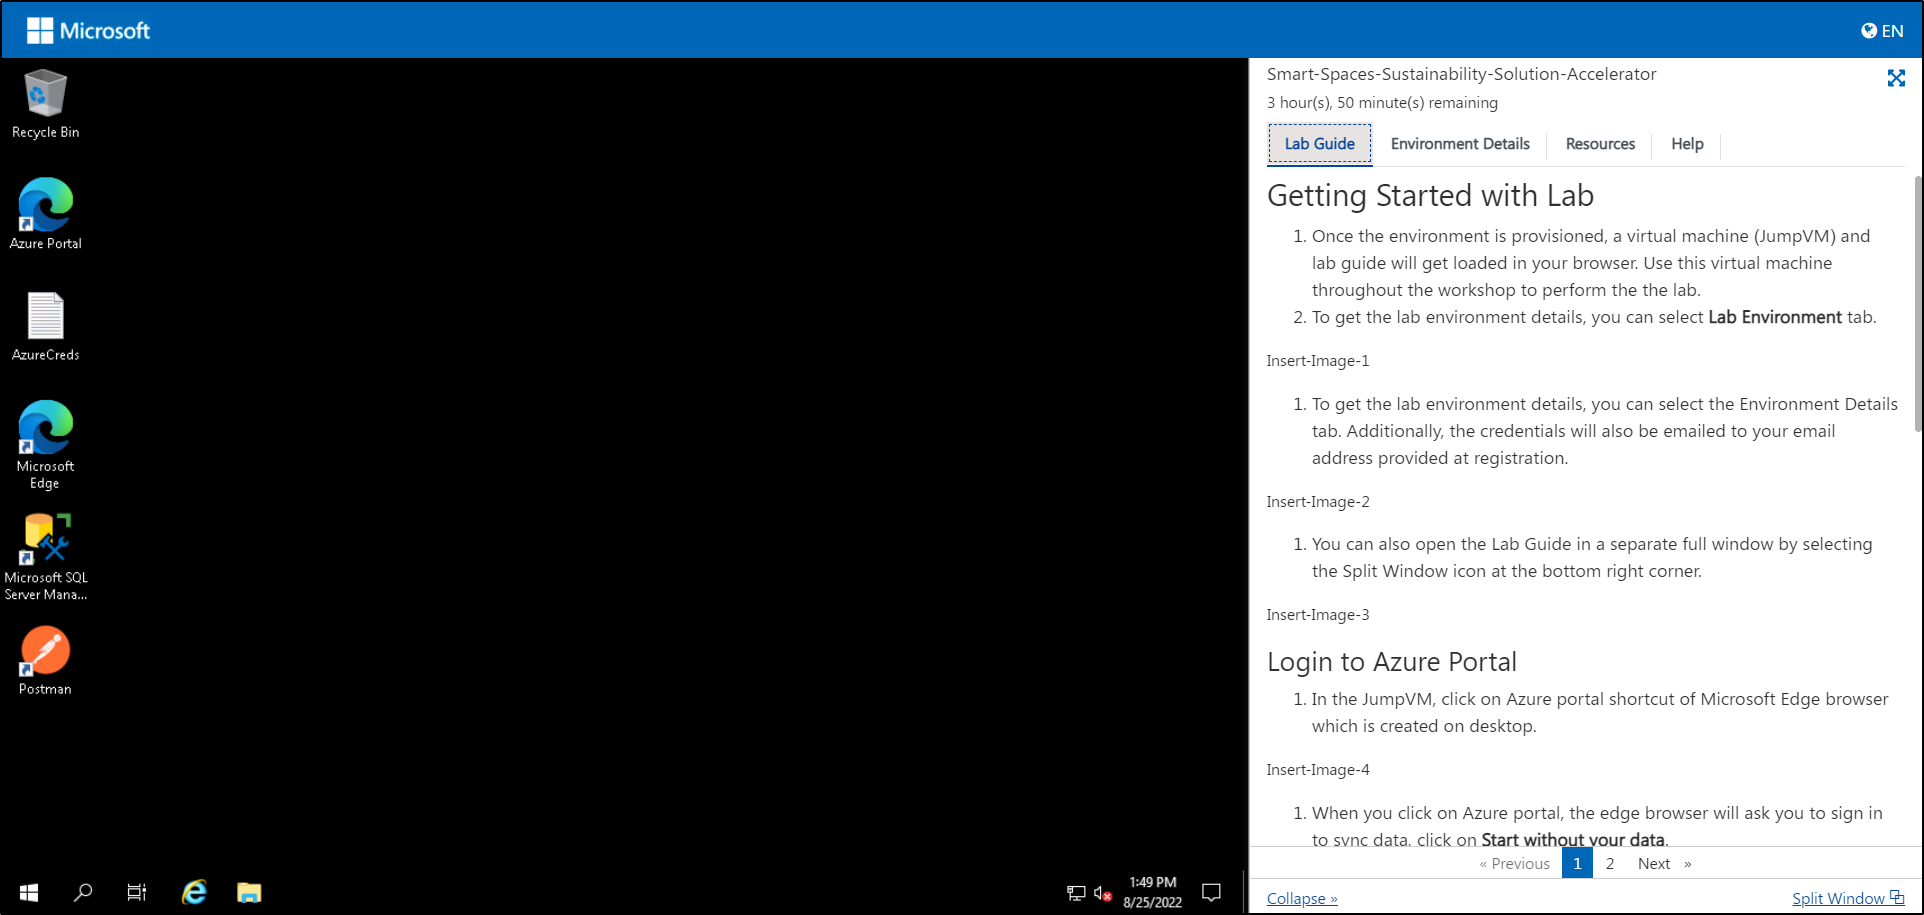 Microsoft
EN
Recycle Bin
Azure Portal
AzureCreds
Microsoft
Edge
Microsoft SQL
Server Mana...
Postman
1:49 PM
8/25/2022
Smart-Spaces-Sustainability-Solution-Accelerator
3 hour(s), 50 minute(s) remaining
Lab Guide
Environment Details
Resources
Help
Getting Started with Lab
1. Once the environment is provisioned, a virtual machine (JumpVM) and
lab guide will get loaded in your browser. Use this virtual machine
throughout the workshop to perform the the lab.
2. To get the lab environment details, you can select Lab Environment tab.
Insert-Image-1
1. To get the lab environment details, you can select the Environment Details
tab. Additionally, the credentials will also be emailed to your email
address provided at registration.
Insert-Image-2
1. You can also open the Lab Guide in a separate full window by selecting
the Split Window icon at the bottom right corner.
Insert-Image-3
Login to Azure Portal
1. In the JumpVM, click on Azure portal shortcut of Microsoft Edge browser
which is created on desktop.
Insert-Image-4
1. When you click on Azure portal, the edge browser will ask you to sign in
to sync data, click on Start without your data.
« Previous 1 2 Next »
Collapse »
Split Window